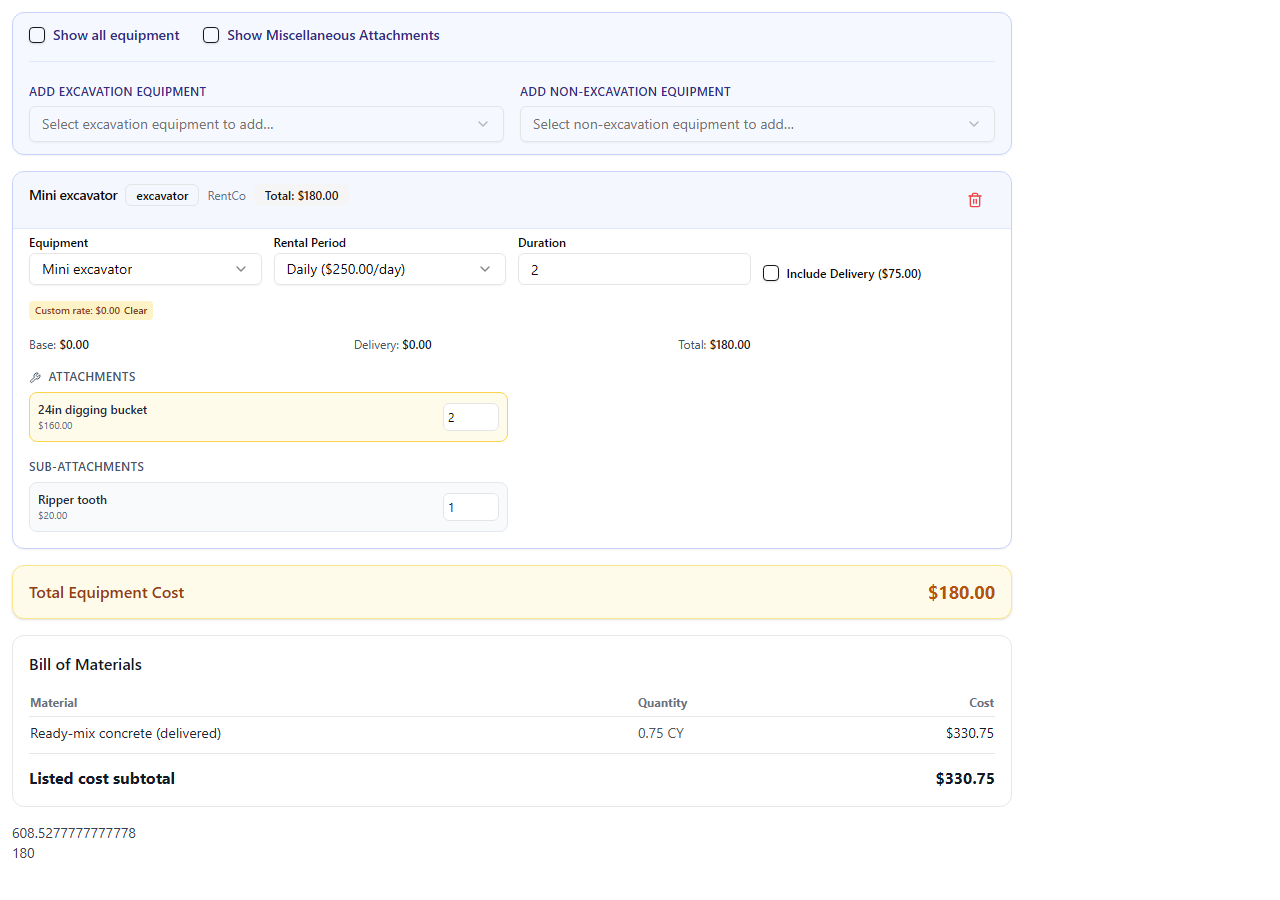 Show all equipment Show Miscellaneous Attachments
ADD EXCAVATION EQUIPMENT ADD NON-EXCAVATION EQUIPMENT
Select excavation equipment to add... Select non-excavation equipment to add...
Mini excavator excavator RentCo Total: $180.00
Equipment Rental Period Duration
Mini excavator Daily ($250.00/day) 2 Include Delivery ($75.00)
Custom rate: $0.00 Clear
Base: $0.00 Delivery: $0.00 Total: $180.00
ATTACHMENTS
24in digging bucket 2
$160.00
SUB-ATTACHMENTS
Ripper tooth 1
$20.00
Total Equipment Cost $180.00
Bill of Materials
Material Quantity Cost
Ready-mix concrete (delivered) 0.75 CY $330.75
Listed cost subtotal $330.75
608.5277777777778
180